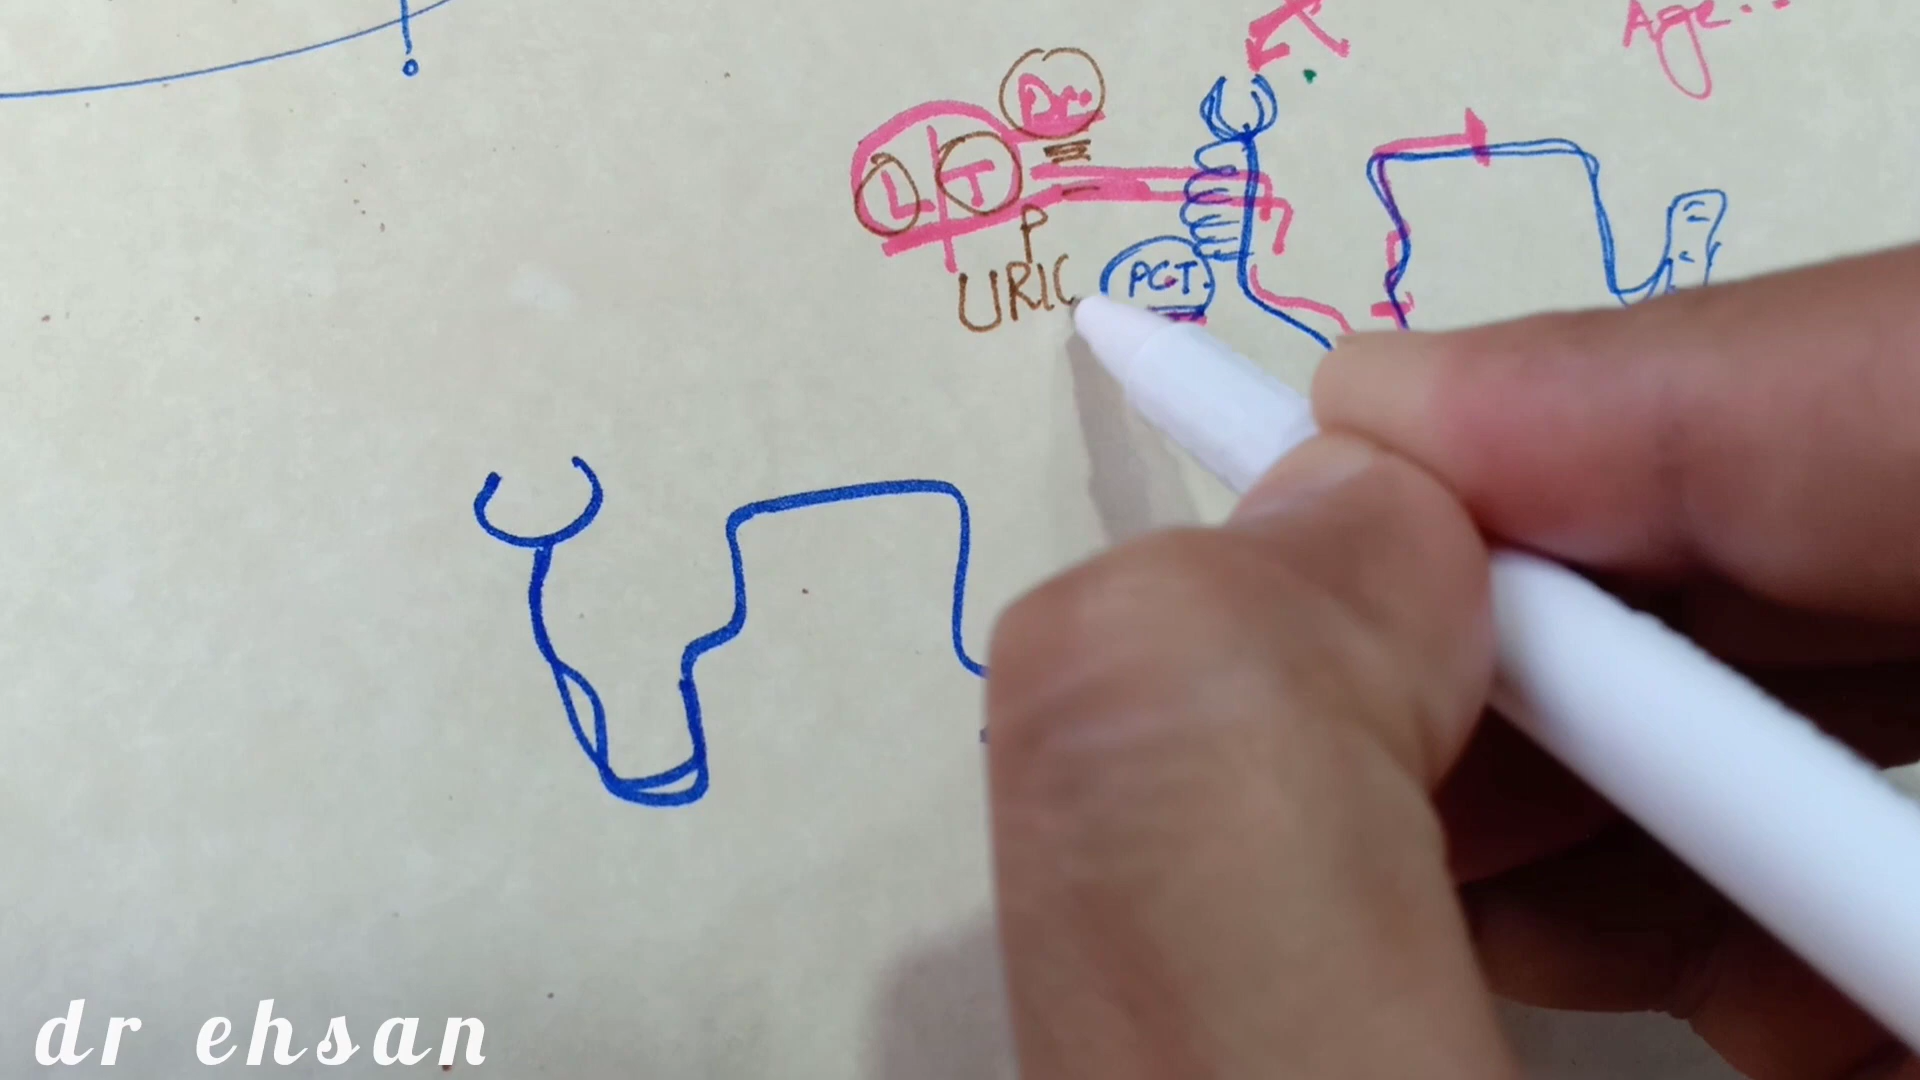 Age..
Dr.
L T
P
URIC
PCT.
dr ehsan